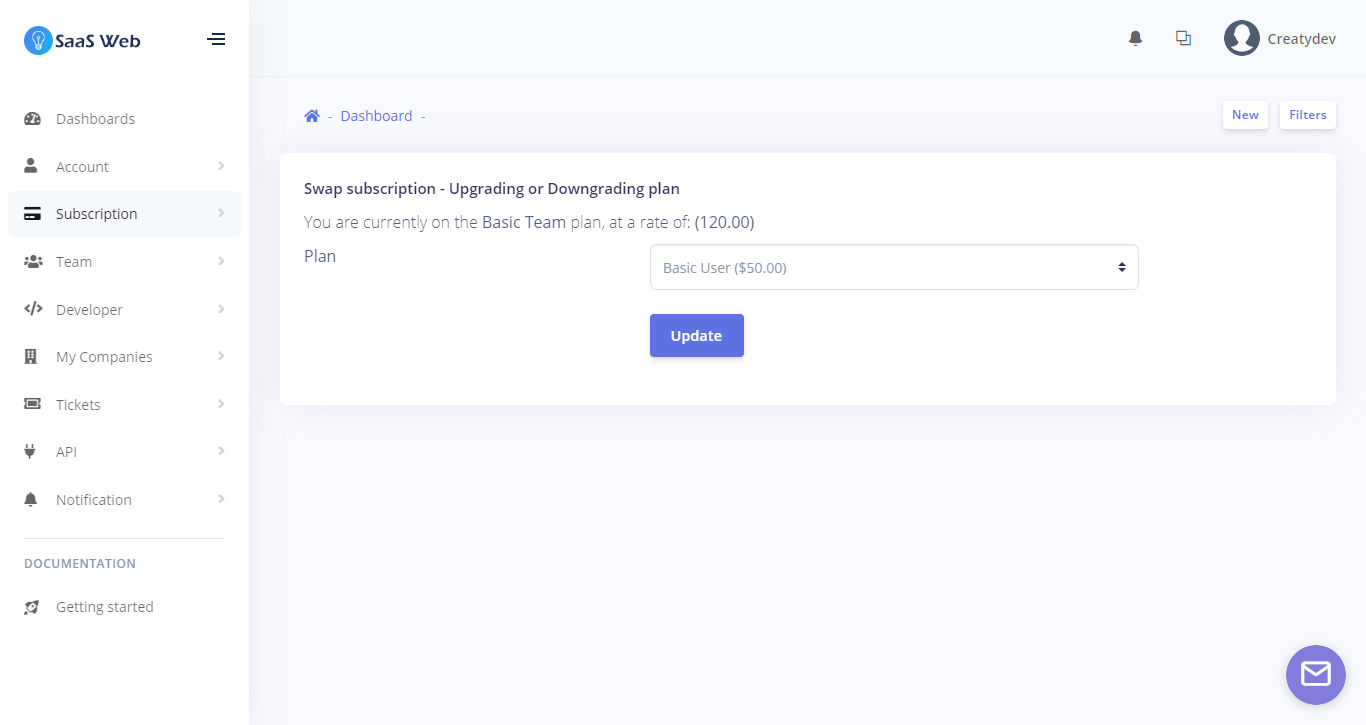 SaaS Web
Creatydev
Dashboards
Account
Subscription
Team
Developer
My Companies
Tickets
API
Notification
DOCUMENTATION
Getting started
- Dashboard -
New
Filters
Swap subscription - Upgrading or Downgrading plan
You are currently on the Basic Team plan, at a rate of: (120.00)
Plan
Basic User ($50.00)
Update